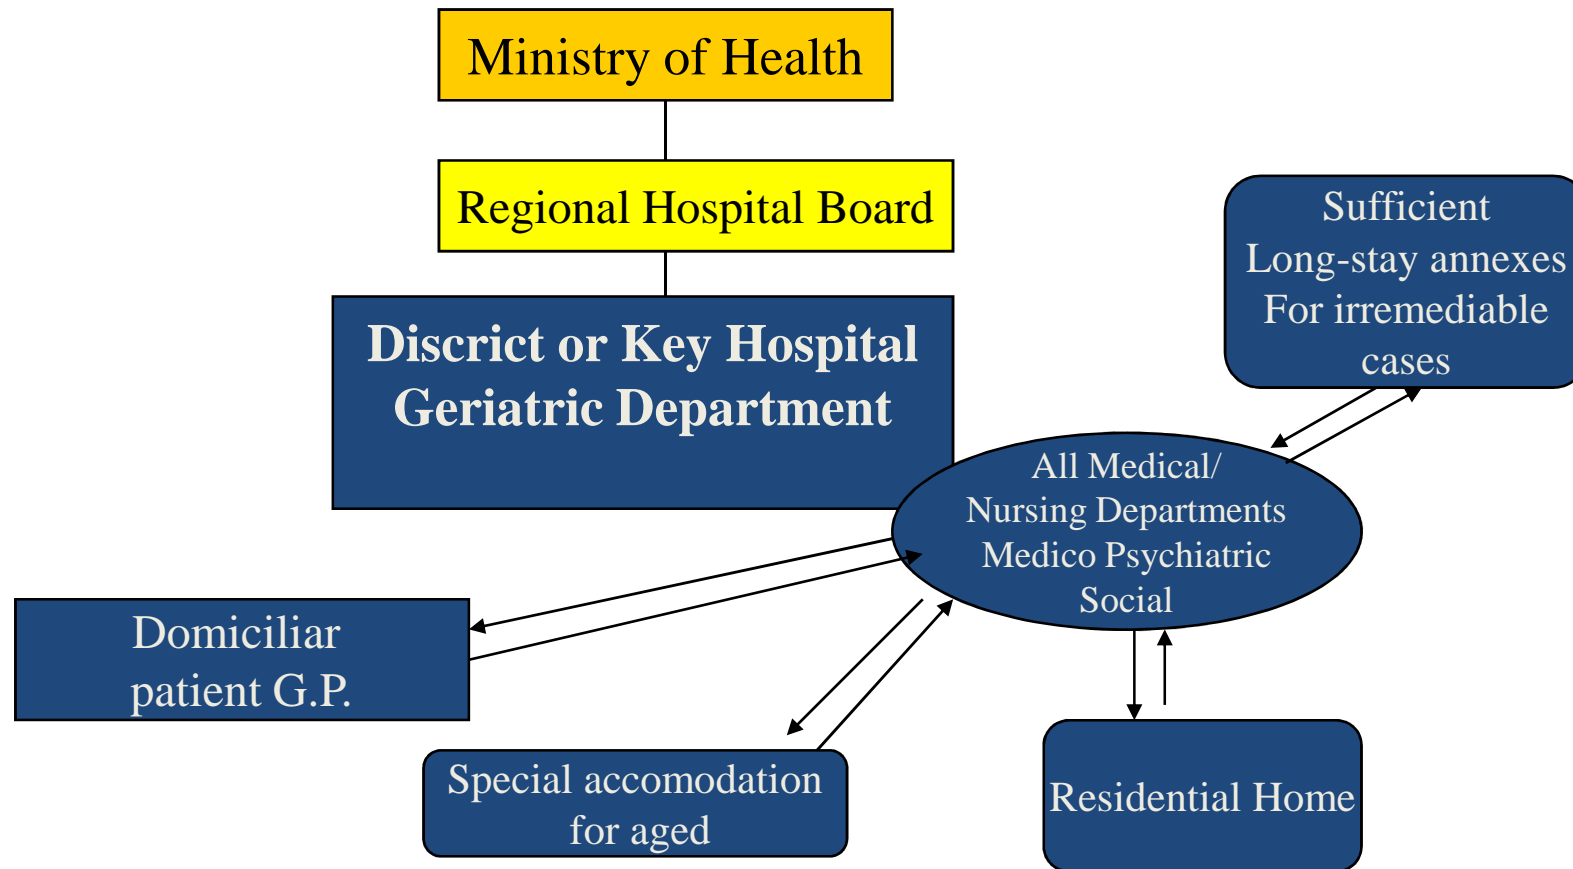 Ministry of Health
Regional Hospital Board
Discrict or Key Hospital
Geriatric Department
Sufficient
Long-stay annexes
For irremediable
cases
All Medical/
Nursing Departments
Medico Psychiatric
Social
Domiciliar
patient G.P.
Special accomodation
for aged
Residential Home